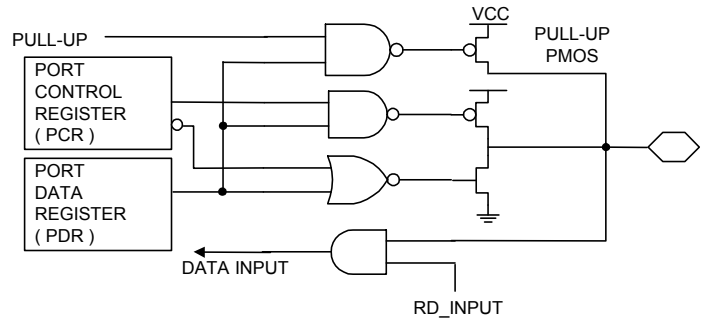 VCC
PULL-UP
PULL-UP
PMOS
PORT
CONTROL
REGISTER
( PCR )
PORT
DATA
REGISTER
( PDR )
DATA INPUT
RD_INPUT